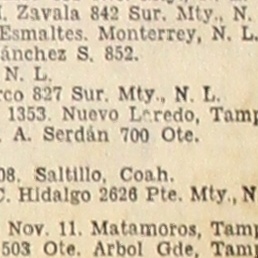 . Zavala 842 Sur. Mty., N.
Esmaltes. Monterrey, N. L.
ánchez S. 852.
N. L.
rco 827 Sur. Mty., N. L.
1353. Nuevo Laredo, Tamp
. A. Serdán 700 Ote.
08. Saltillo, Coah.
C. Hidalgo 2626 Pte. Mty., N
Nov. 11. Matamoros, Tamp
503 Ote. Arbol Gde, Tamp